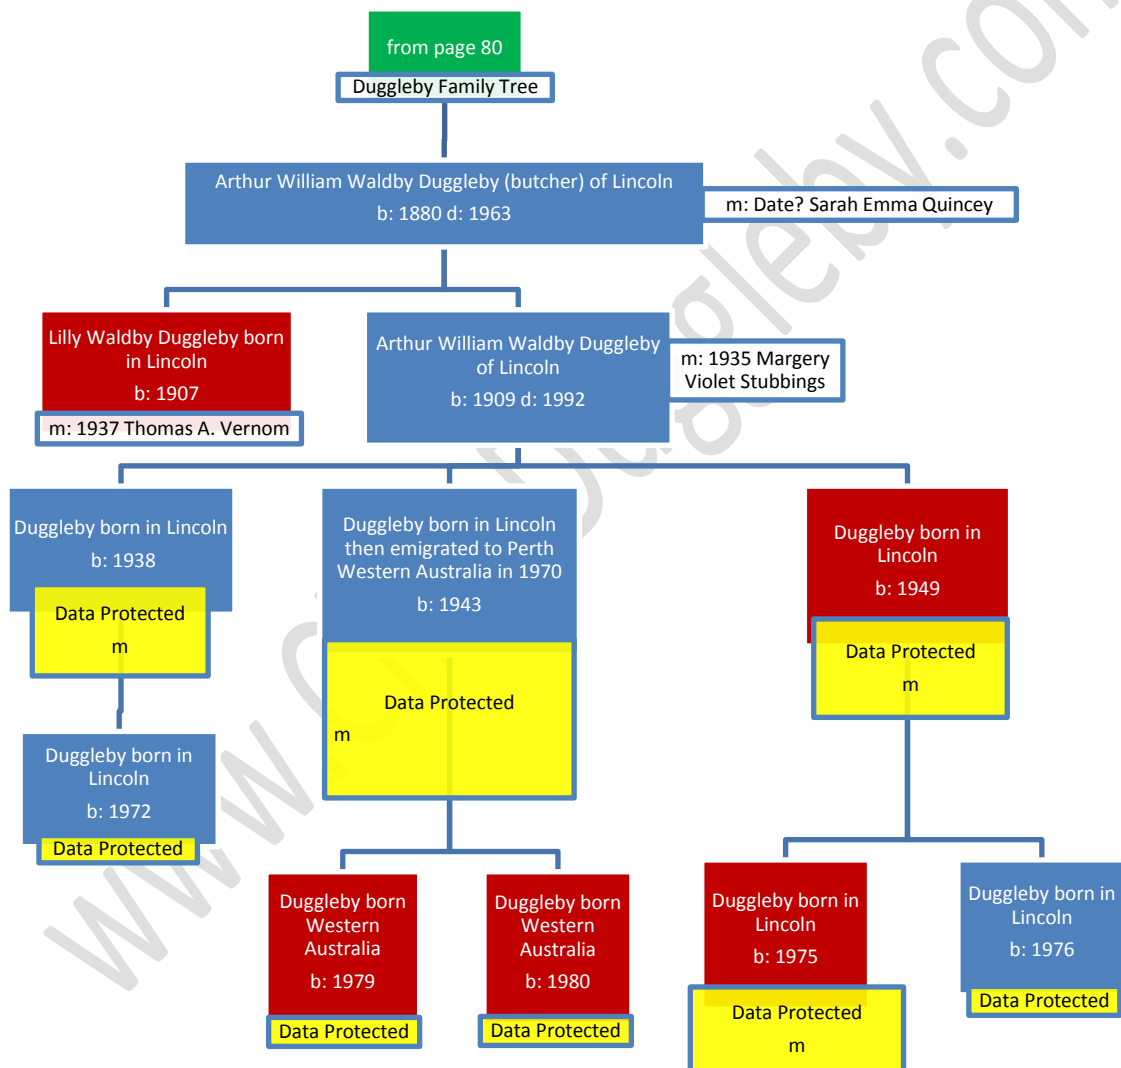 from page 80
Duggleby Family Tree
Arthur William Waldby Duggleby (butcher) of Lincoln
b: 1880 d: 1963
m: Date? Sarah Emma Quincey
Lilly Waldby Duggleby born
in Lincoln
b: 1907
m: 1937 Thomas A. Vernom
Arthur William Waldby Duggleby
of Lincoln
b: 1909 d: 1992
m: 1935 Margery
Violet Stubbings
Duggleby born in Lincoln
b: 1938
Data Protected
m
Duggleby born in Lincoln
then emigrated to Perth
Western Australia in 1970
b: 1943
Data Protected
m
Duggleby born in
Lincoln
b: 1949
Data Protected
m
Duggleby born in
Lincoln
b: 1972
Data Protected
Duggleby born
Western
Australia
b: 1979
Data Protected
Duggleby born
Western
Australia
b: 1980
Data Protected
Duggleby born in
Lincoln
b: 1975
Data Protected
m
Duggleby born in
Lincoln
b: 1976
Data Protected